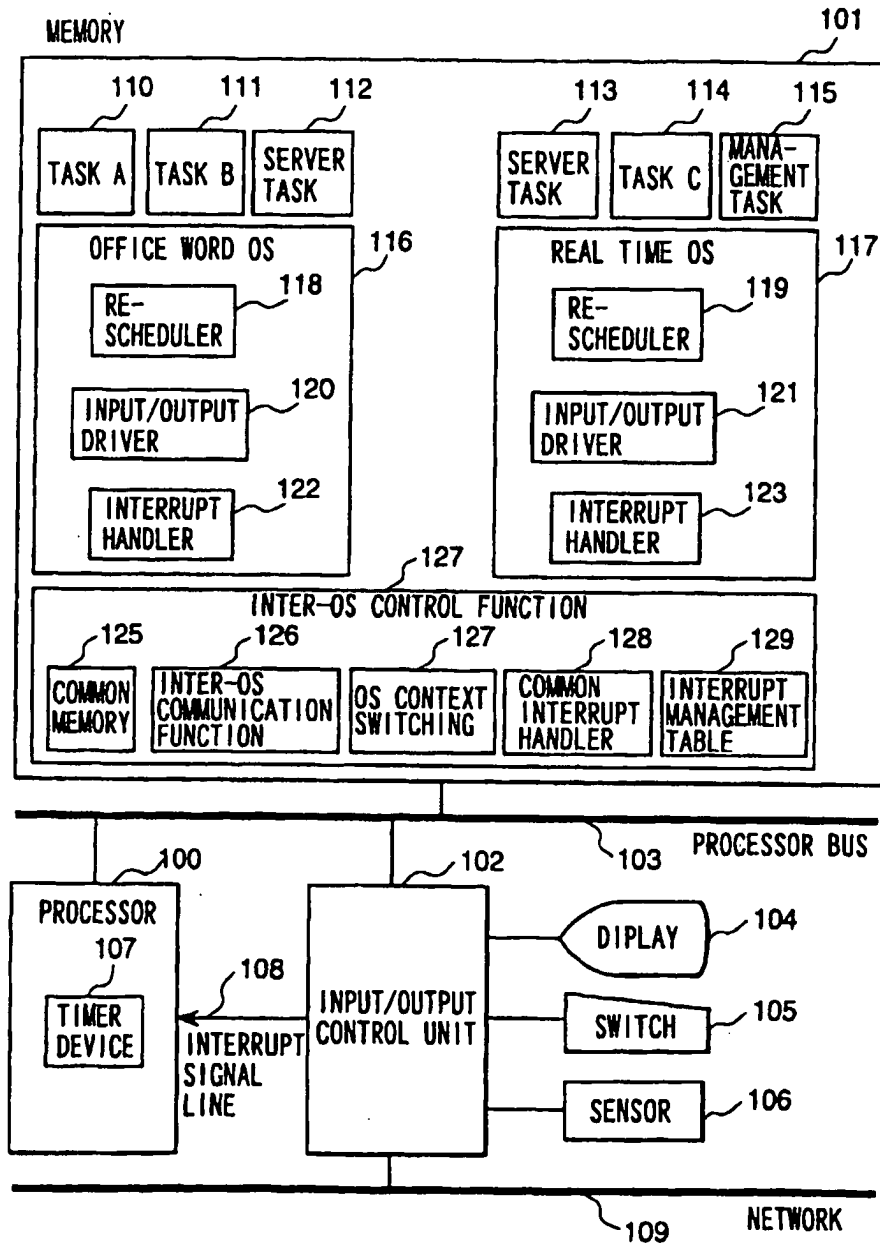 MEMORY
101
110
111
112
113
114
115
TASK A
TASK B
SERVER
TASK
SERVER
TASK
TASK C
MANA-
GEMENT
TASK
OFFICE WORD OS
116
REAL TIME OS
117
118
RE-
SCHEDULER
119
RE-
SCHEDULER
120
INPUT/OUTPUT
DRIVER
121
INPUT/OUTPUT
DRIVER
122
INTERRUPT
HANDLER
123
INTERRUPT
HANDLER
127
INTER-OS CONTROL FUNCTION
125
126
127
128
129
COMMON
MEMORY
INTER-OS
COMMUNICATION
FUNCTION
OS CONTEXT
SWITCHING
COMMON
INTERRUPT
HANDLER
INTERRUPT
MANAGEMENT
TABLE
103
PROCESSOR BUS
100
102
PROCESSOR
107
TIMER
DEVICE
108
INTERRUPT
SIGNAL
LINE
INPUT/OUTPUT
CONTROL UNIT
DIPLAY
104
SWITCH
105
SENSOR
106
109
NETWORK